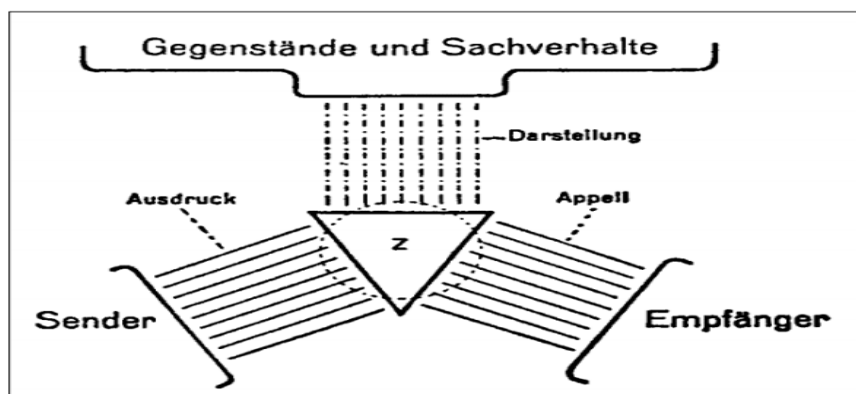 Gegenstände und Sachverhalte
Darstellung
Ausdruck
Appell
Z
Sender
Empfänger